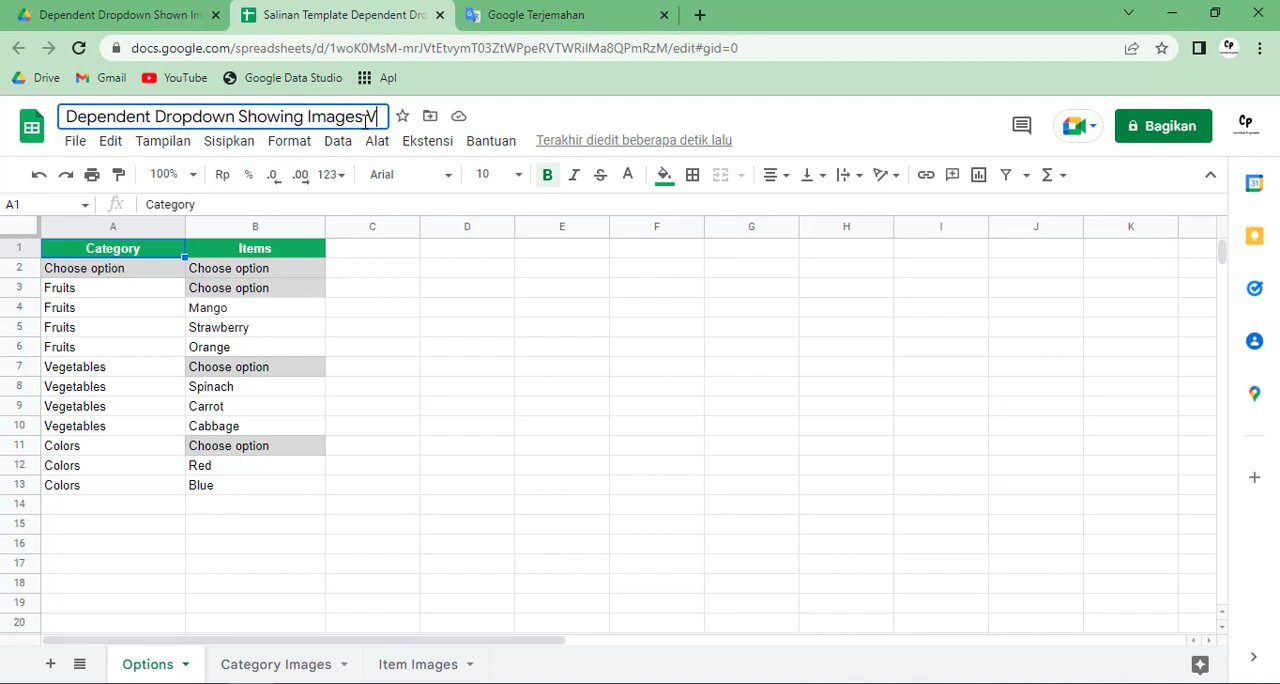 Dependent Dropdown Shown Im
Salinan Template Dependent Dro
Google Terjemahan
docs.google.com/spreadsheets/d/1woK0MsM-mrJVtEtvymT03ZtWPpeRVTWRilMa8QPmRzM/edit#gid=0
Cp
Drive
Gmail
YouTube
Google Data Studio
Apl
Dependent Dropdown Showing Images-V
File Edit Tampilan Sisipkan Format Data Alat Ekstensi Bantuan Terakhir diedit beberapa detik lalu
Bagikan
Cp
100% Rp % .0 .00 123 Arial 10 B I S A
A1 fx Category
A B C D E F G H I J K
1 Category Items
2 Choose option Choose option
3 Fruits Choose option
4 Fruits Mango
5 Fruits Strawberry
6 Fruits Orange
7 Vegetables Choose option
8 Vegetables Spinach
9 Vegetables Carrot
10 Vegetables Cabbage
11 Colors Choose option
12 Colors Red
13 Colors Blue
14
15
16
17
18
19
20
Options Category Images Item Images
31